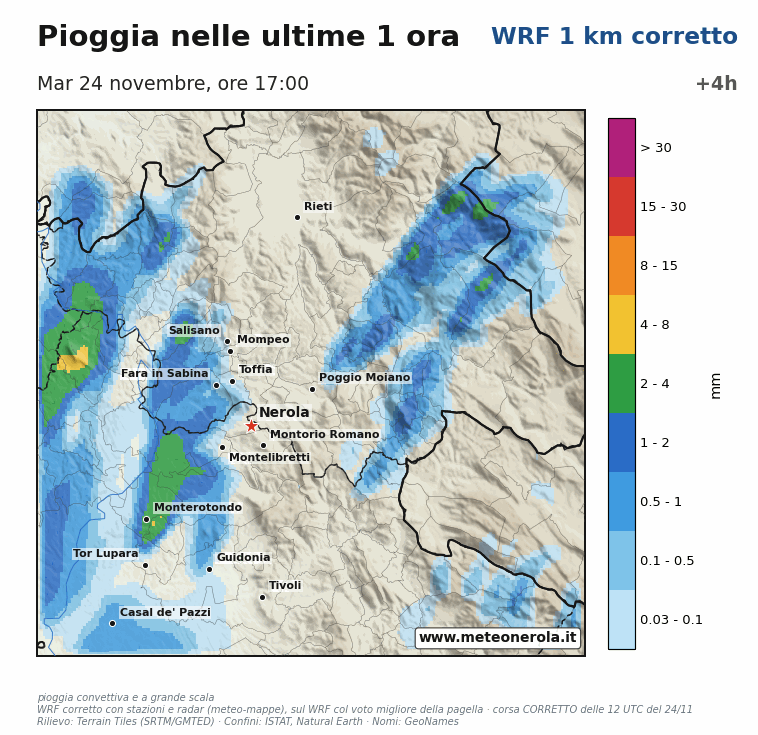 Pioggia nelle ultime 1 ora
WRF 1 km corretto
Mar 24 novembre, ore 17:00
+4h
Rieti
Salisano
Mompeo
Toffia
Fara in Sabina
Poggio Moiano
Nerola
Montorio Romano
Montelibretti
Monterotondo
Tor Lupara
Guidonia
Tivoli
Casal de' Pazzi
www.meteonerola.it
> 30
15 - 30
8 - 15
4 - 8
2 - 4
1 - 2
0.5 - 1
0.1 - 0.5
0.03 - 0.1
mm
pioggia convettiva e a grande scala
WRF corretto con stazioni e radar (meteo-mappe), sul WRF col voto migliore della pagella · corsa CORRETTO delle 12 UTC del 24/11
Rilievo: Terrain Tiles (SRTM/GMTED) · Confini: ISTAT, Natural Earth · Nomi: GeoNames